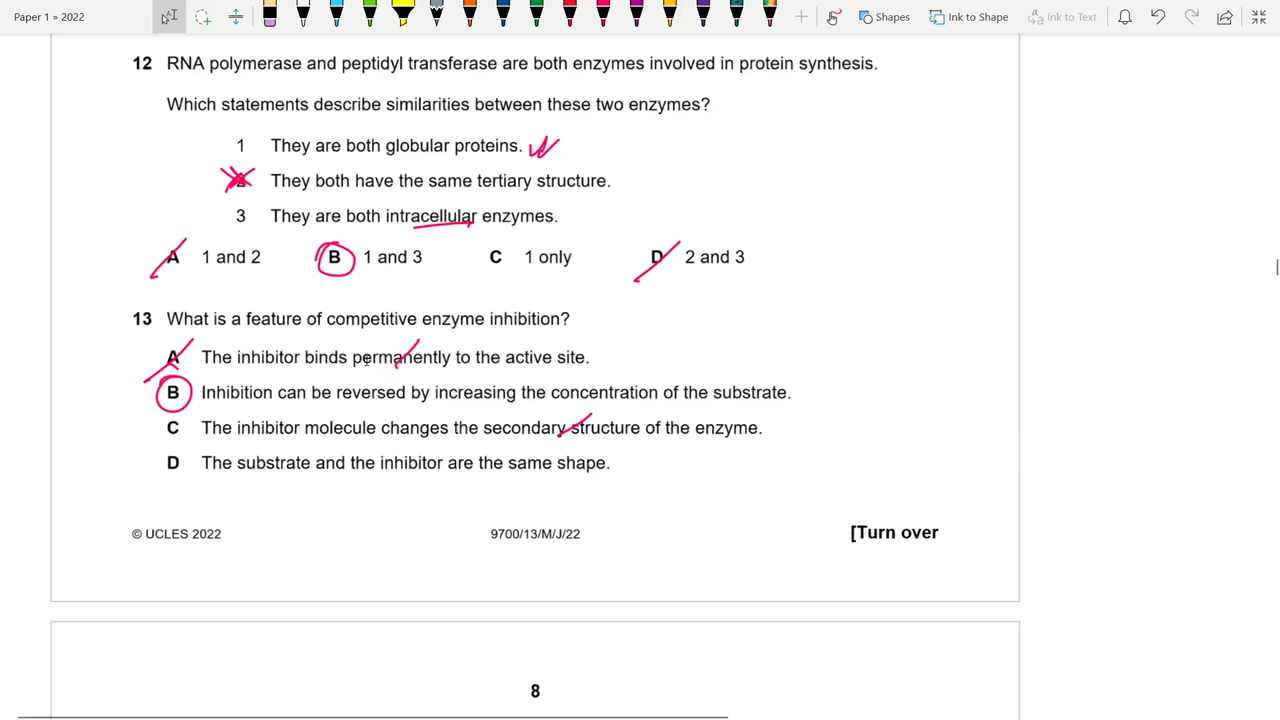 Paper 1 » 2022
Shapes
Ink to Shape
Ink to Text
12 RNA polymerase and peptidyl transferase are both enzymes involved in protein synthesis.
Which statements describe similarities between these two enzymes?
1 They are both globular proteins.
2 They both have the same tertiary structure.
3 They are both intracellular enzymes.
A 1 and 2 B 1 and 3 C 1 only D 2 and 3
13 What is a feature of competitive enzyme inhibition?
A The inhibitor binds permanently to the active site.
B Inhibition can be reversed by increasing the concentration of the substrate.
C The inhibitor molecule changes the secondary structure of the enzyme.
D The substrate and the inhibitor are the same shape.
© UCLES 2022 9700/13/M/J/22 [Turn over
8